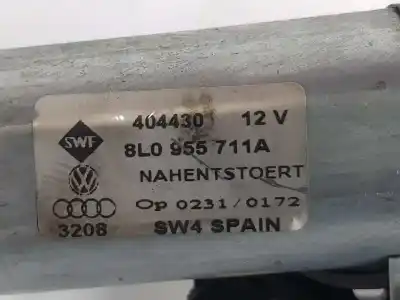 404430 12 V
SWF
8L0 955 711A
NAHENTSTOERT
Op 0231/0172
3208 SW4 SPAIN